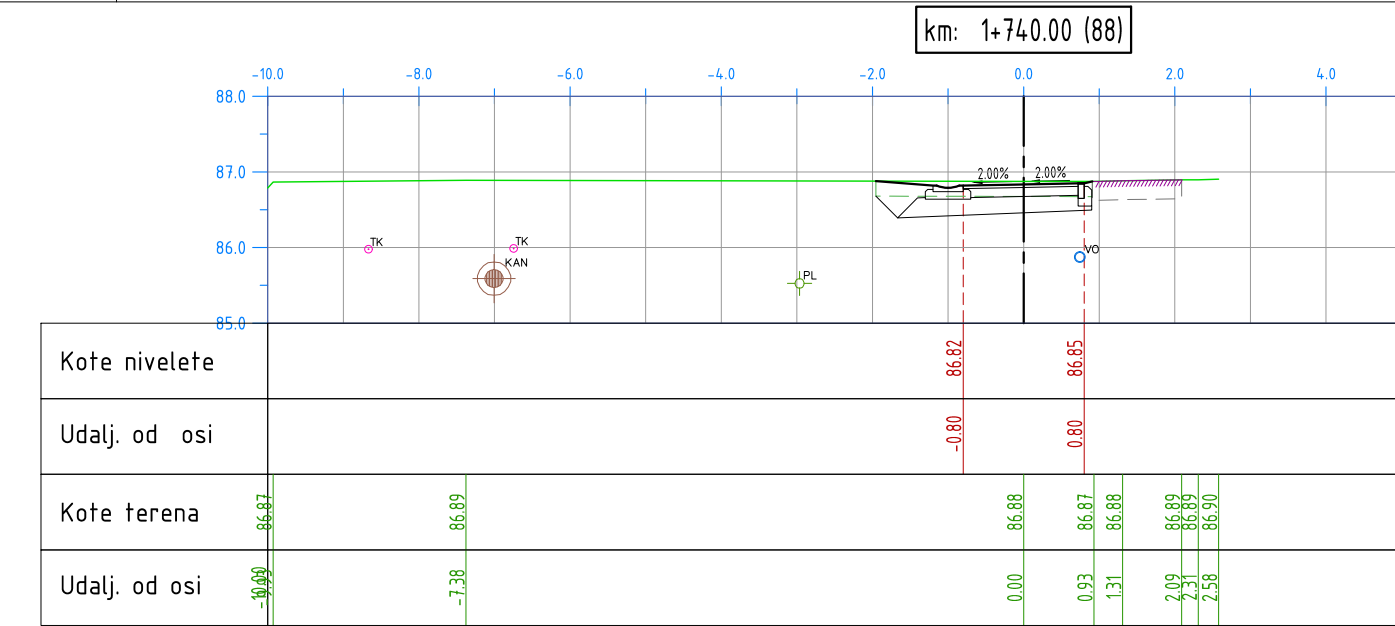 km: 1+740.00 (88)
-10.0 -8.0 -6.0 -4.0 -2.0 0.0 2.0 4.0
88.0
87.0
2.00% 2.00%
86.0
TK TK VO
KAN
PL
85.0
Kote nivelete 86.82 86.85
Udalj. od osi -0.80 0.80
Kote terena 86.87 86.89 86.88 86.87 86.88 86.89 86.89 86.90
Udalj. od osi -7.38 0.00 0.93 1.31 2.09 2.31 2.58